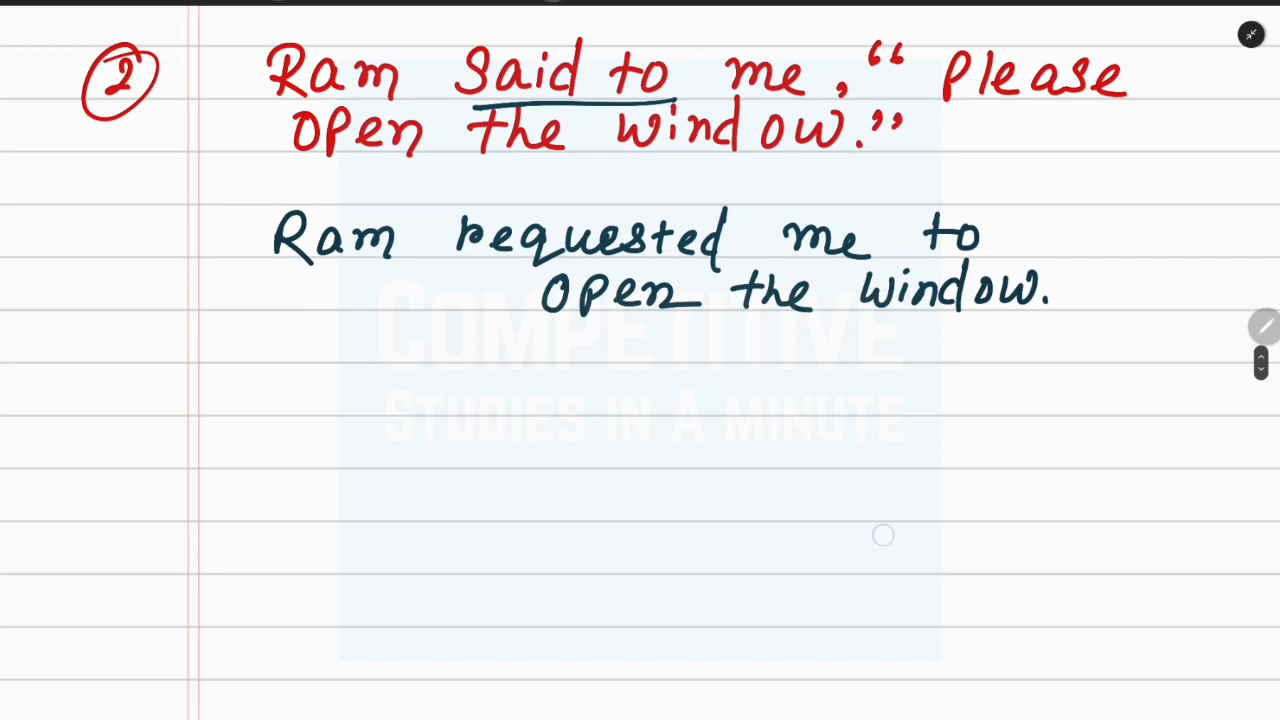 2 Ram said to me, “Please
open the window.”
Ram requested me to
open the window.
COMPETITIVE
STUDIES IN A MINUTE